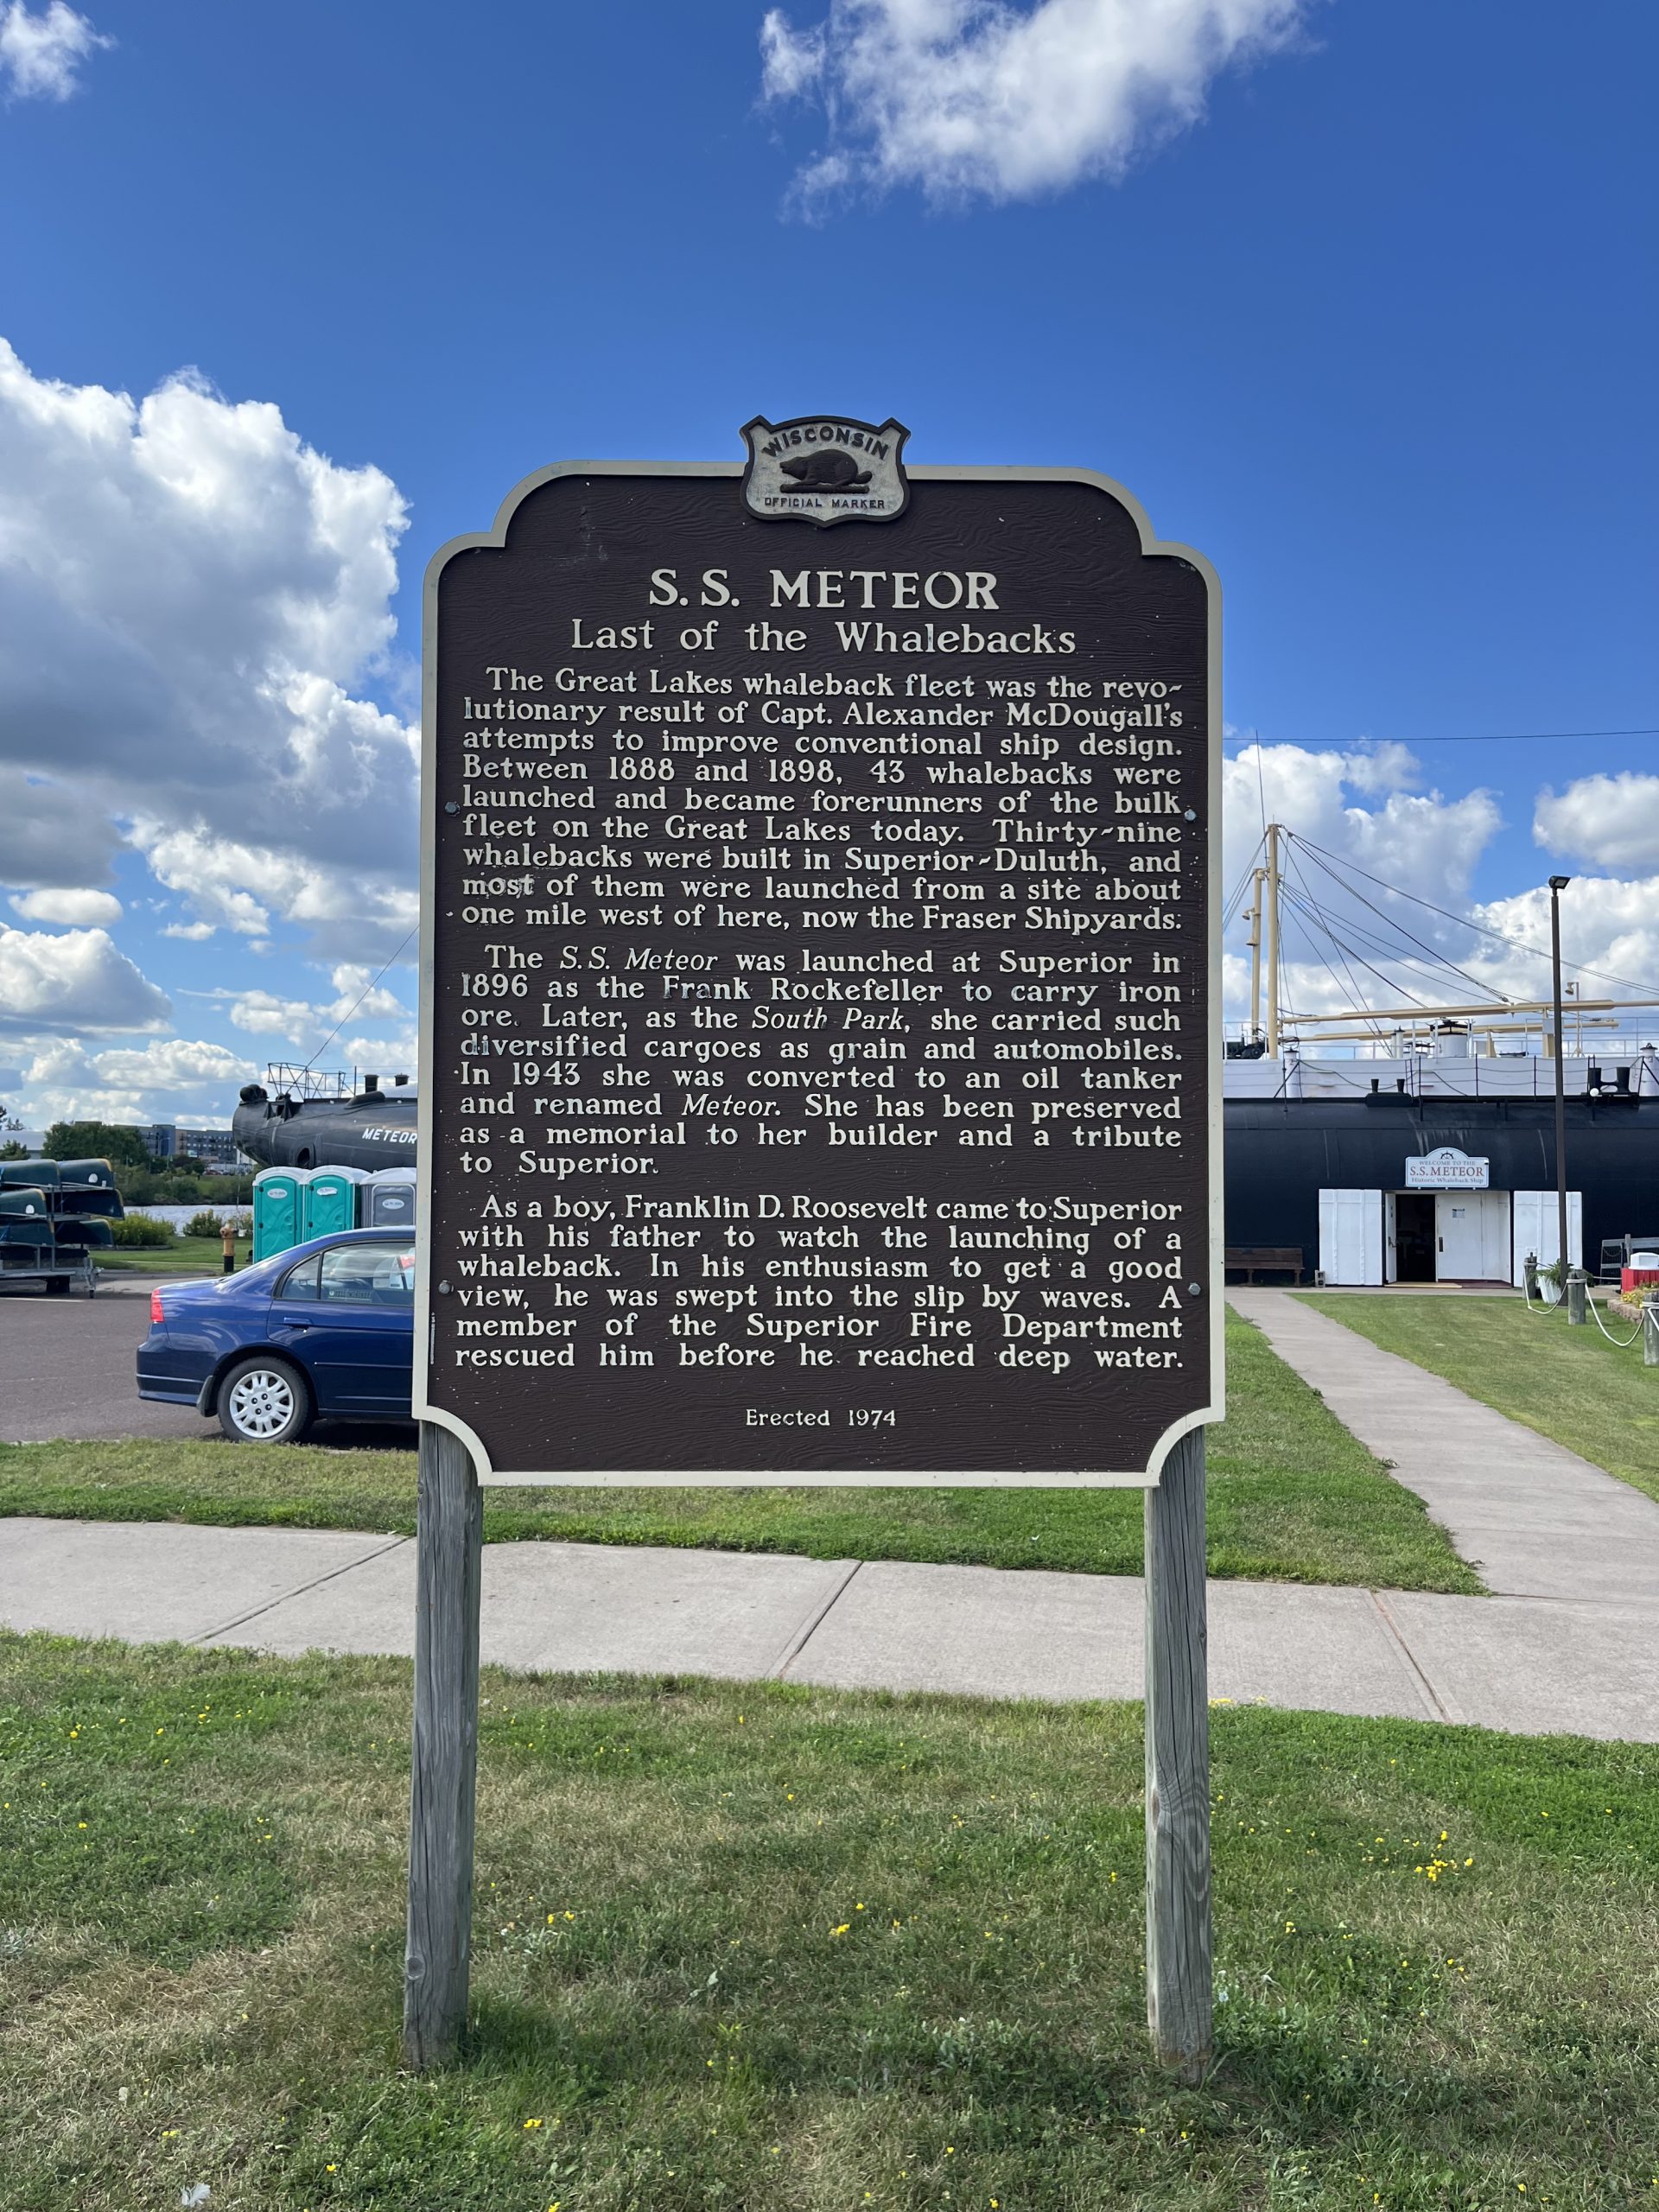 WISCONSIN
OFFICIAL MARKER
S.S. METEOR
Last of the Whalebacks
The Great Lakes whaleback fleet was the revo-
lutionary result of Capt. Alexander McDougall's
attempts to improve conventional ship design.
Between 1888 and 1898, 43 whalebacks were
launched and became forerunners of the bulk
fleet on the Great Lakes today. Thirty-nine
whalebacks were built in Superior-Duluth, and
most of them were launched from a site about
one mile west of here, now the Fraser Shipyards.
The S.S. Meteor was launched at Superior in
1896 as the Frank Rockefeller to carry iron
ore. Later, as the South Park, she carried such
diversified cargoes as grain and automobiles.
In 1943 she was converted to an oil tanker
and renamed Meteor. She has been preserved
as a memorial to her builder and a tribute
to Superior.
As a boy, Franklin D. Roosevelt came to Superior
with his father to watch the launching of a
whaleback. In his enthusiasm to get a good
view, he was swept into the slip by waves. A
member of the Superior Fire Department
rescued him before he reached deep water.
Erected 1974
METEOR
WELCOME TO THE
S.S. METEOR
Historic Whaleback Ship